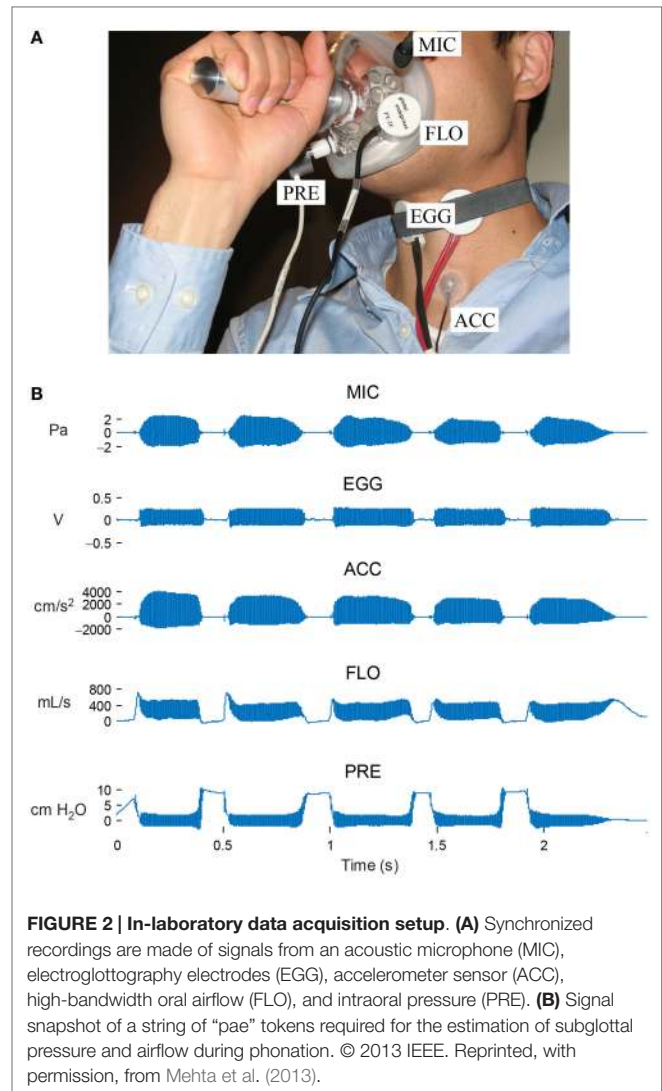 A
MIC
FLO
PRE
EGG
ACC
B
MIC
Pa
2
0
−2
EGG
V
0.5
0
−0.5
ACC
cm/s²
4000
2000
0
−2000
FLO
mL/s
800
400
0
PRE
cm H₂O
10
5
0
0 0.5 1 1.5 2
Time (s)
FIGURE 2 | In-laboratory data acquisition setup. (A) Synchronized
recordings are made of signals from an acoustic microphone (MIC),
electroglottography electrodes (EGG), accelerometer sensor (ACC),
high-bandwidth oral airflow (FLO), and intraoral pressure (PRE). (B) Signal
snapshot of a string of “pae” tokens required for the estimation of subglottal
pressure and airflow during phonation. © 2013 IEEE. Reprinted, with
permission, from Mehta et al. (2013).